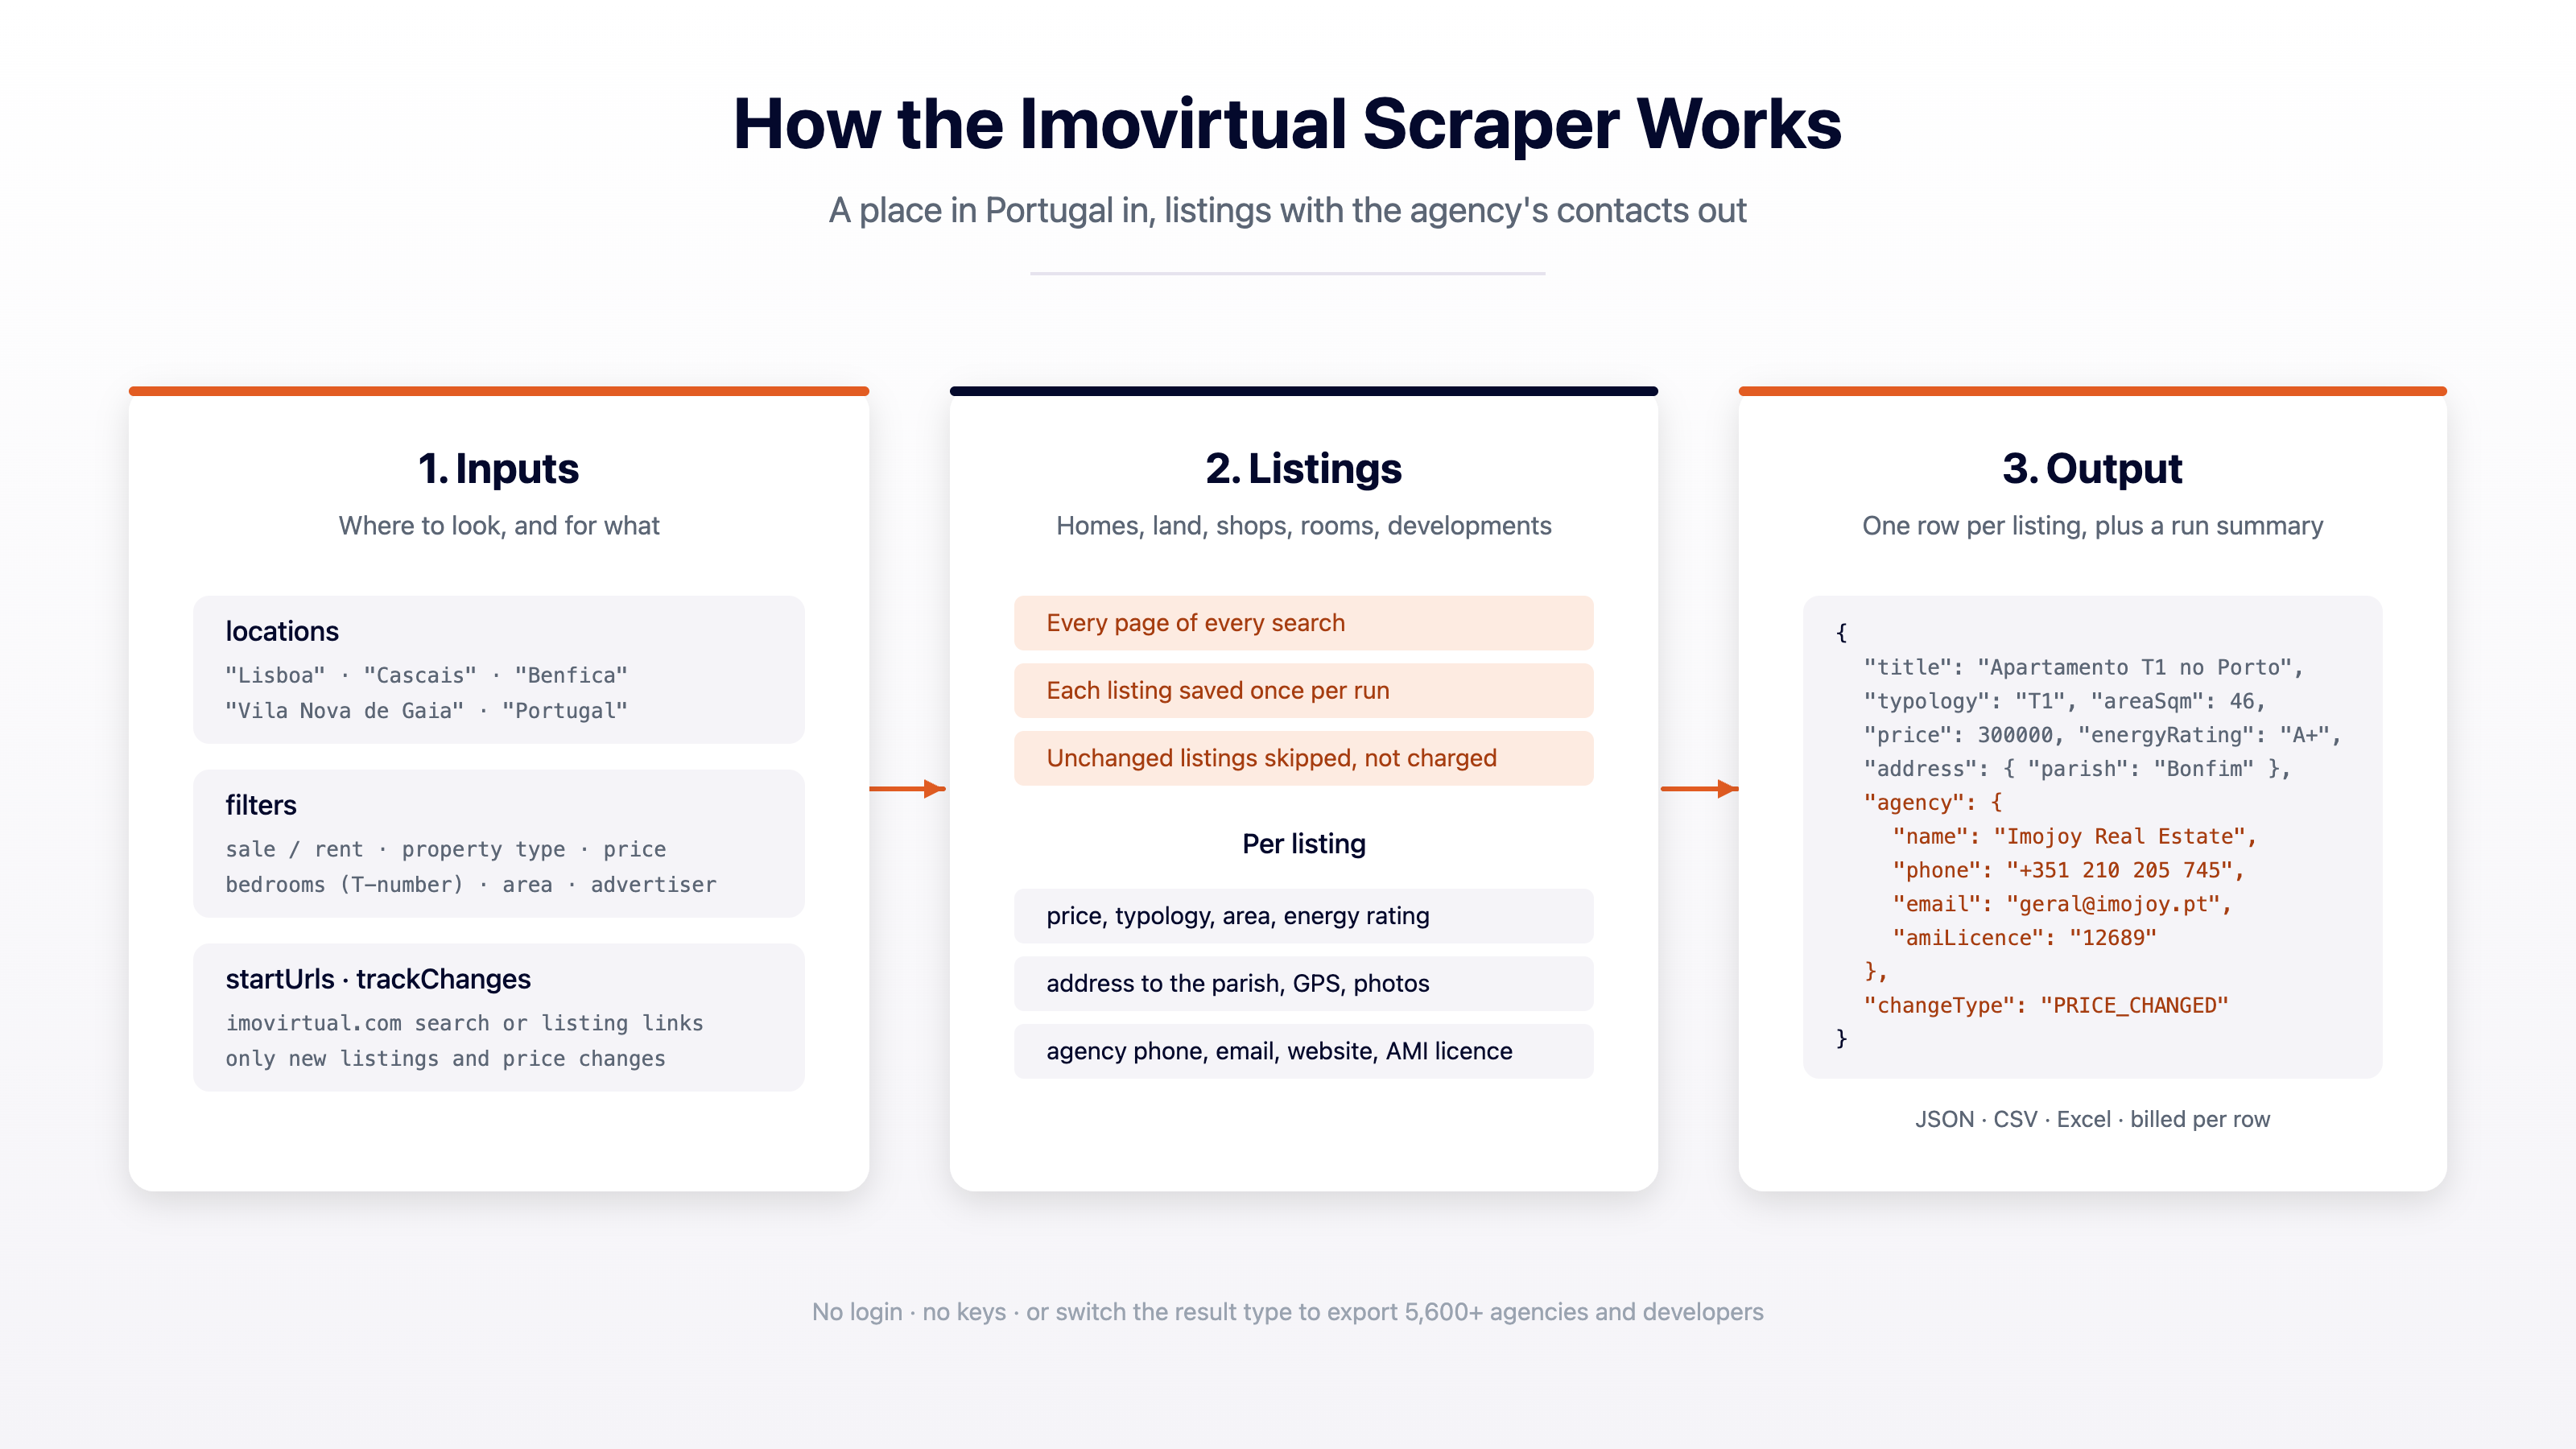 How the Imovirtual Scraper Works
A place in Portugal in, listings with the agency's contacts out
1. Inputs
Where to look, and for what
locations
"Lisboa" · "Cascais" · "Benfica"
"Vila Nova de Gaia" · "Portugal"
filters
sale / rent · property type · price
bedrooms (T-number) · area · advertiser
startUrls · trackChanges
imovirtual.com search or listing links
only new listings and price changes
2. Listings
Homes, land, shops, rooms, developments
Every page of every search
Each listing saved once per run
Unchanged listings skipped, not charged
Per listing
price, typology, area, energy rating
address to the parish, GPS, photos
agency phone, email, website, AMI licence
3. Output
One row per listing, plus a run summary
{
"title": "Apartamento T1 no Porto",
"typology": "T1", "areaSqm": 46,
"price": 300000, "energyRating": "A+",
"address": { "parish": "Bonfim" },
"agency": {
"name": "Imojoy Real Estate",
"phone": "+351 210 205 745",
"email": "geral@imojoy.pt",
"amiLicence": "12689"
},
"changeType": "PRICE_CHANGED"
}
JSON · CSV · Excel · billed per row
No login · no keys · or switch the result type to export 5,600+ agencies and developers